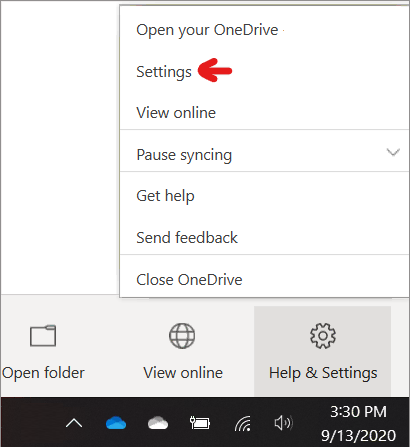 Open your OneDrive
Settings
View online
Pause syncing
Get help
Send feedback
Close OneDrive
Open folder
View online
Help & Settings
3:30 PM
9/13/2020